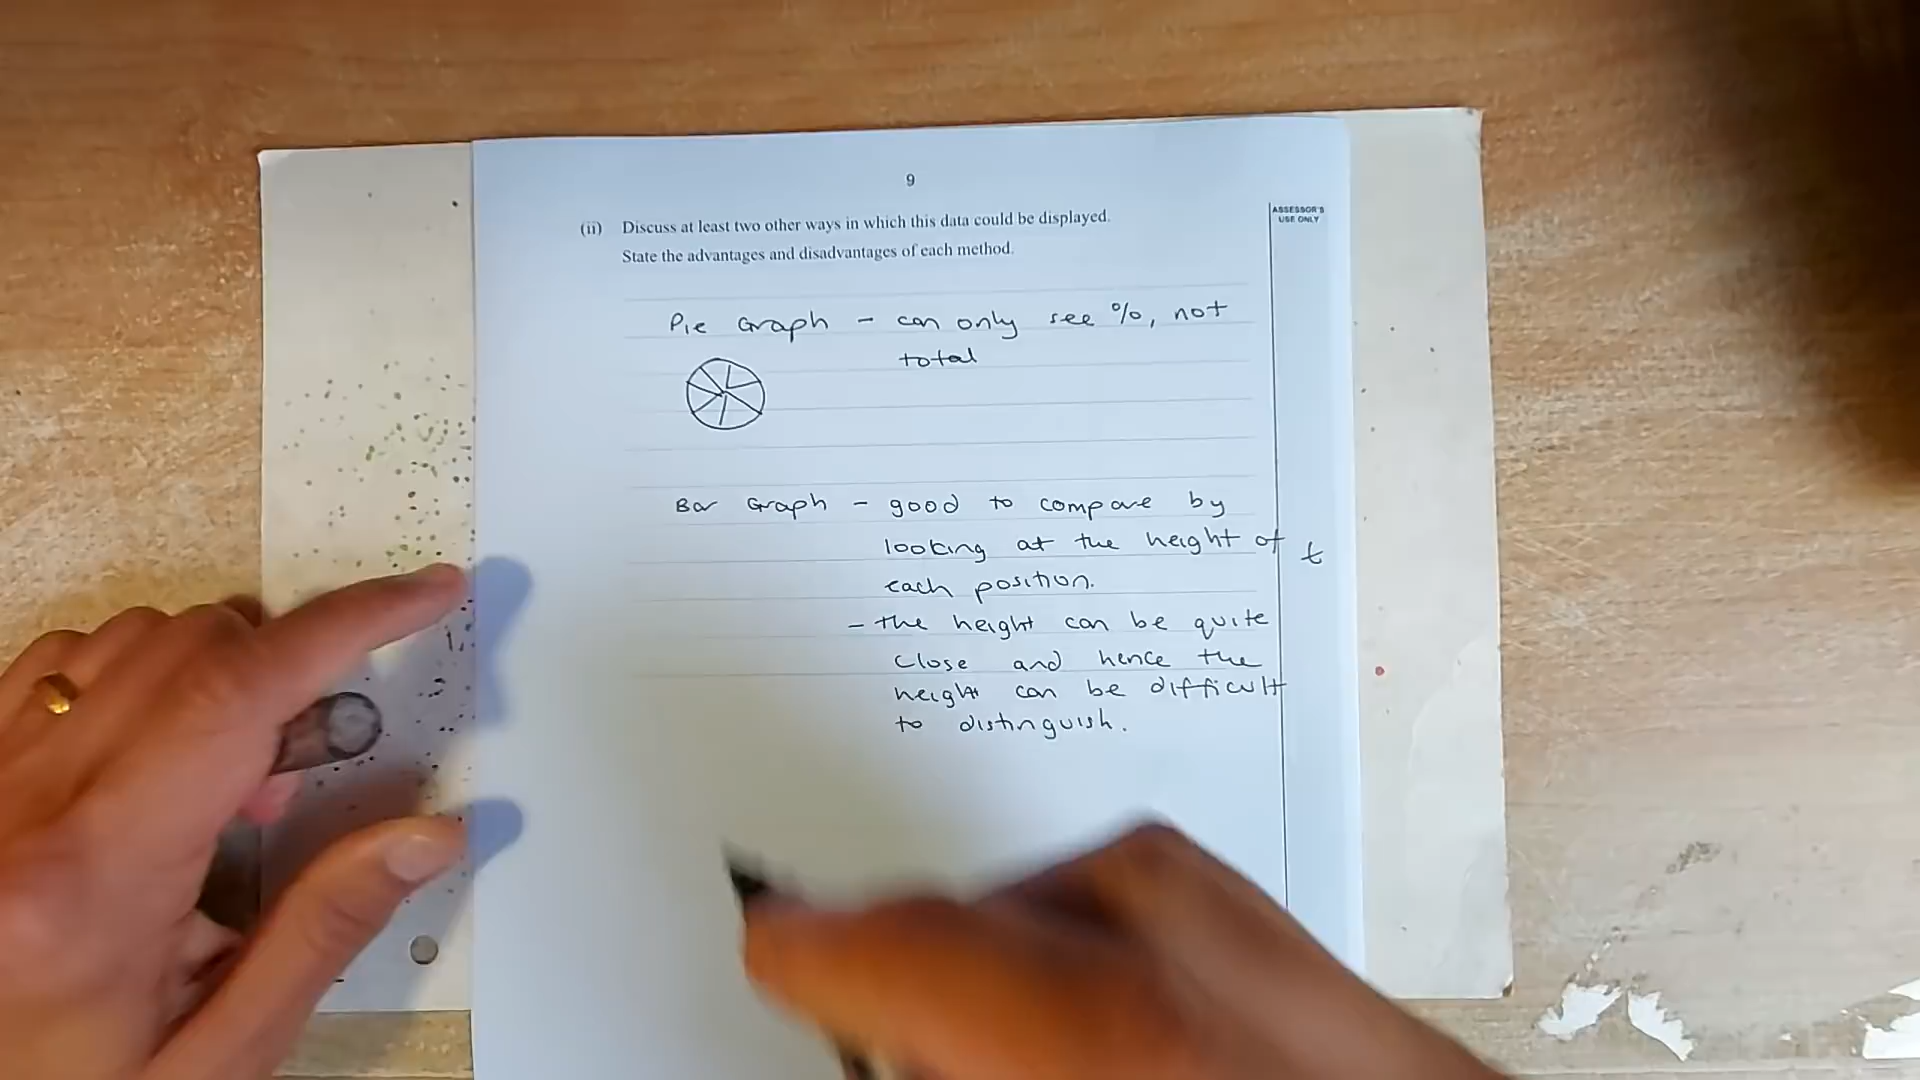 9
ASSESSOR'S
USE ONLY
(ii) Discuss at least two other ways in which this data could be displayed.
State the advantages and disadvantages of each method.
Pie Graph - can only see %, not
total
Bar Graph - good to compare by
looking at the height of t
each position.
- the height can be quite
close and hence the
height can be difficult
to distinguish.